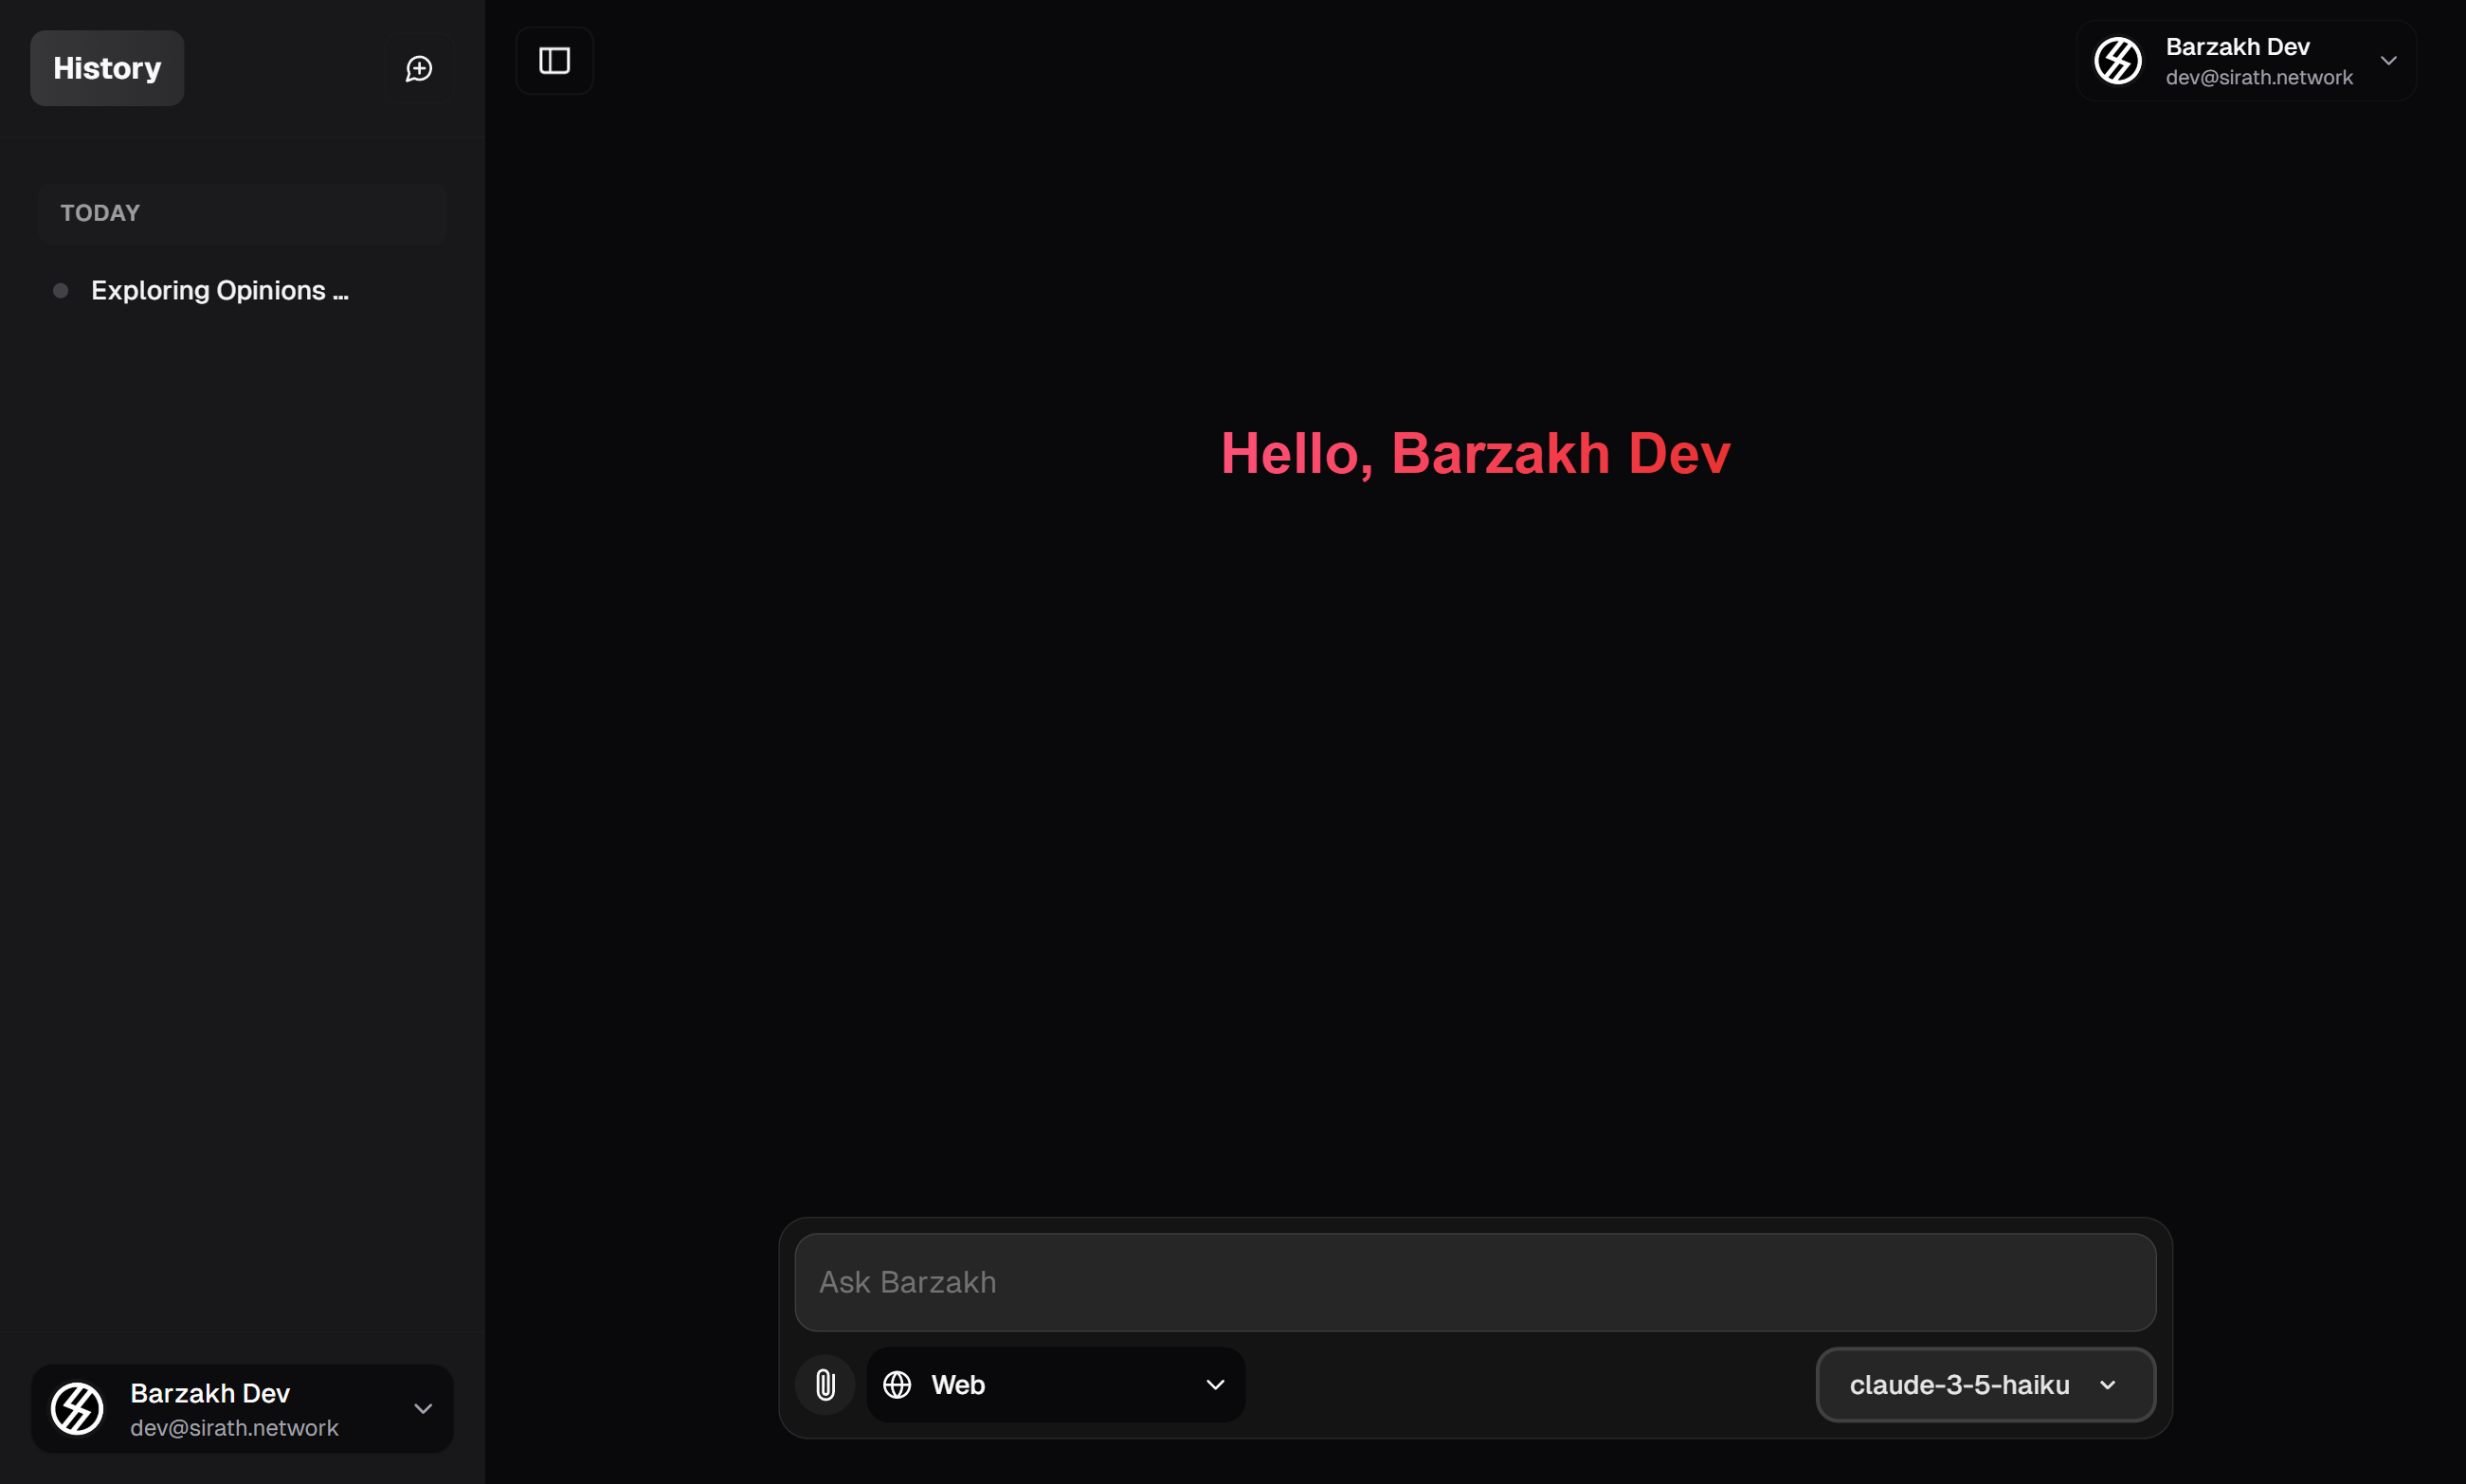 History
TODAY
Exploring Opinions ...
Barzakh Dev
dev@sirath.network
Barzakh Dev
dev@sirath.network
Hello, Barzakh Dev
Ask Barzakh
Web
claude-3-5-haiku